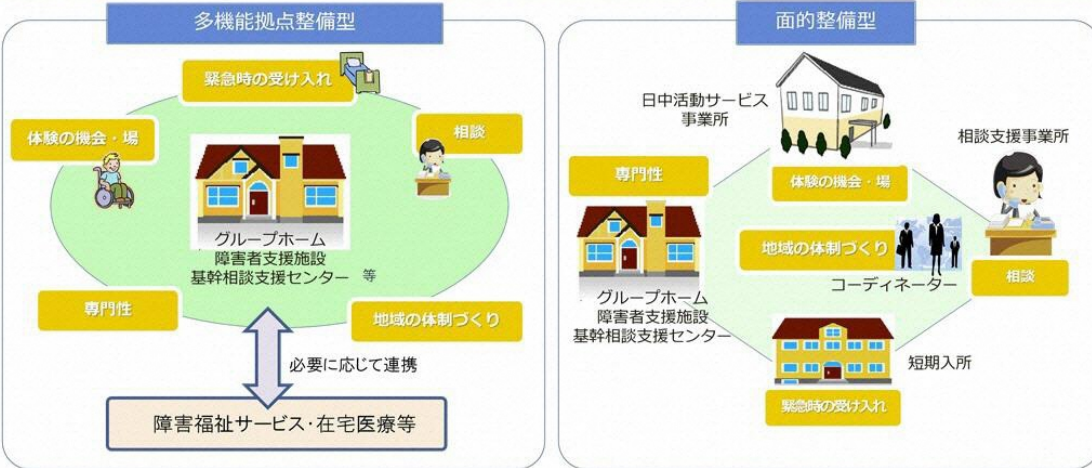 多機能拠点整備型
緊急時の受け入れ
体験の機会・場
相談
グループホーム
障害者支援施設
基幹相談支援センター 等
専門性
地域の体制づくり
必要に応じて連携
障害福祉サービス・在宅医療等
面的整備型
日中活動サービス
事業所
相談支援事業所
専門性
体験の機会・場
地域の体制づくり
コーディネーター
相談
グループホーム
障害者支援施設
基幹相談支援センター
短期入所
緊急時の受け入れ